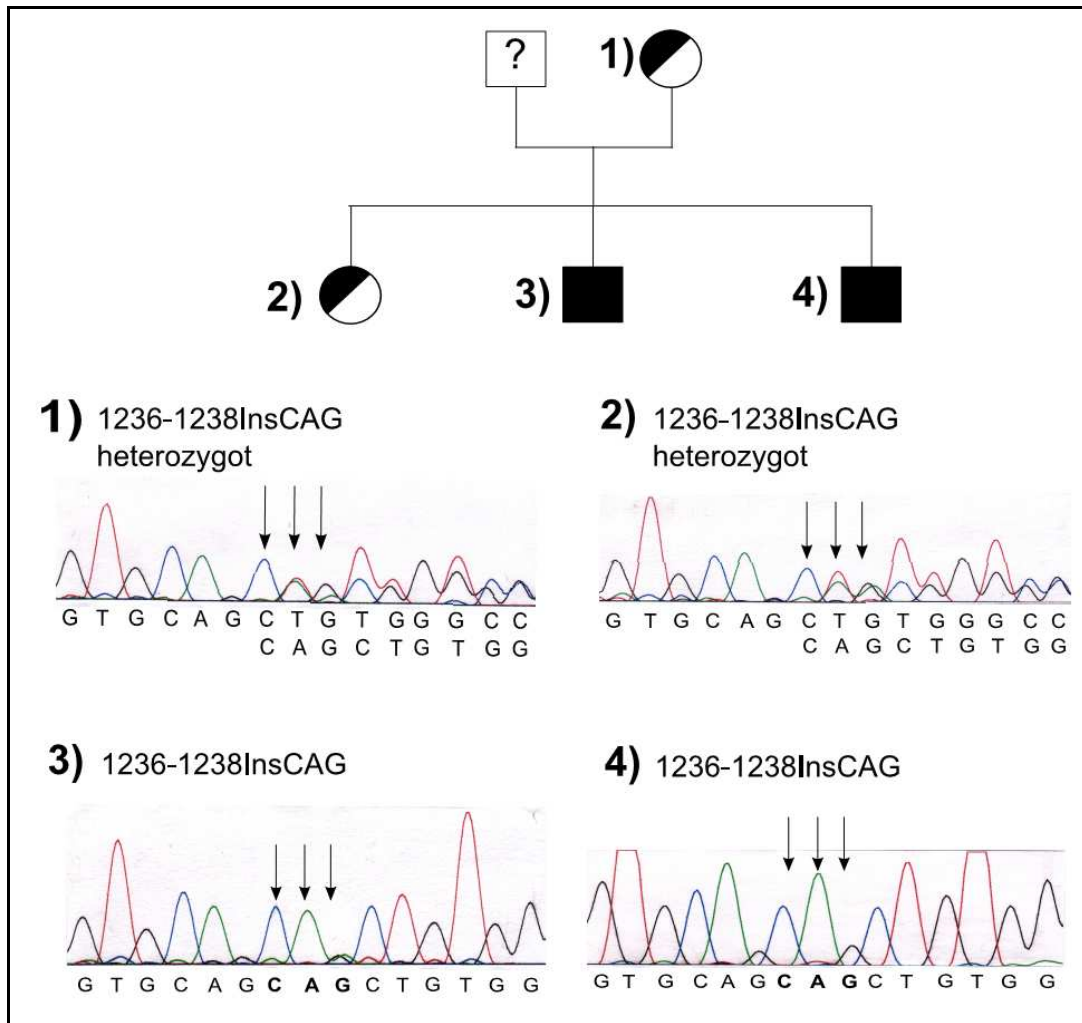 ?
1)
2)
3)
4)
1) 1236-1238InsCAG
heterozygot
G T G C A G C T G T G G G C C
C A G C T G T G G
2) 1236-1238InsCAG
heterozygot
G T G C A G C T G T G G G C C
C A G C T G T G G
3) 1236-1238InsCAG
G T G C A G C A G C T G T G G
4) 1236-1238InsCAG
G T G C A G C A G C T G T G G